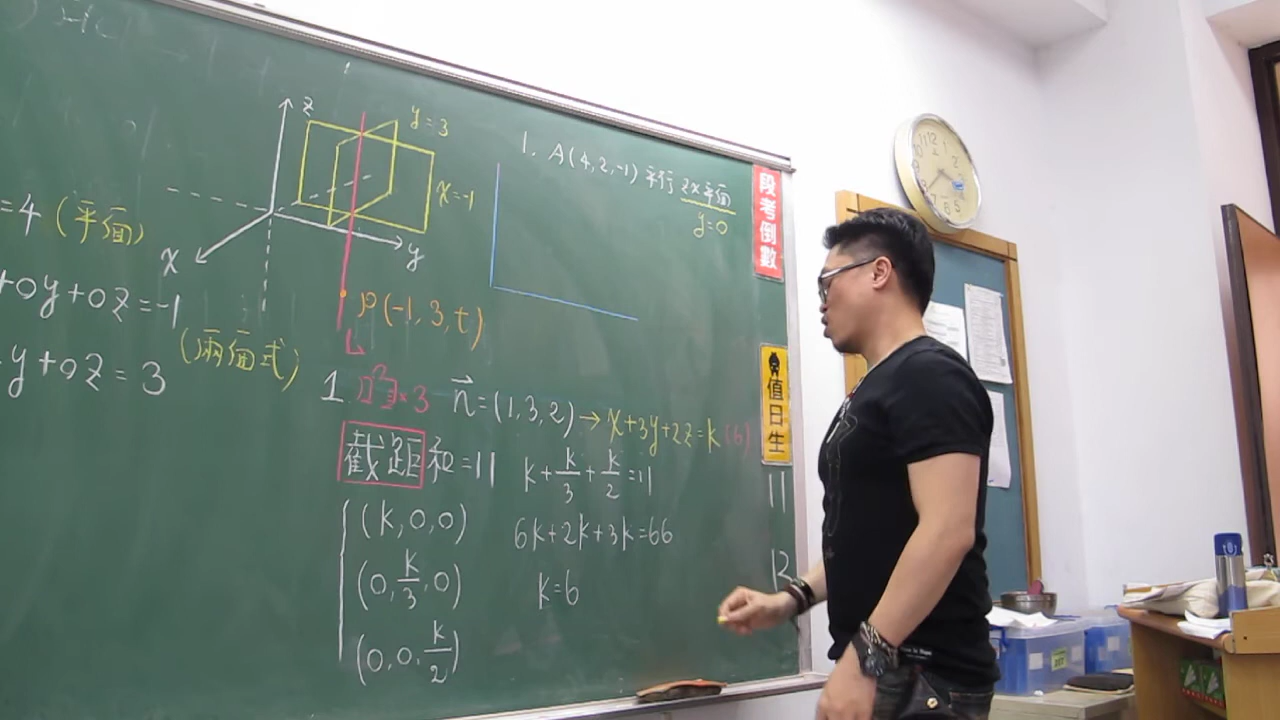 z
y=3
x=-1
x
y
=4 (平面)
+0y+0z=-1
y+0z=3
(兩面式)
P(-1,3,t)
L
1. A(4,2,-1) 平行 zx平面
y=0
段考倒數
值日生
11
12
1. ×3 n⃗=(1,3,2)→x+3y+2z=k(6)
截距和=11
k+k/3+k/2=11
(k,0,0)
6k+2k+3k=66
(0,k/3,0)
k=6
(0,0,k/2)